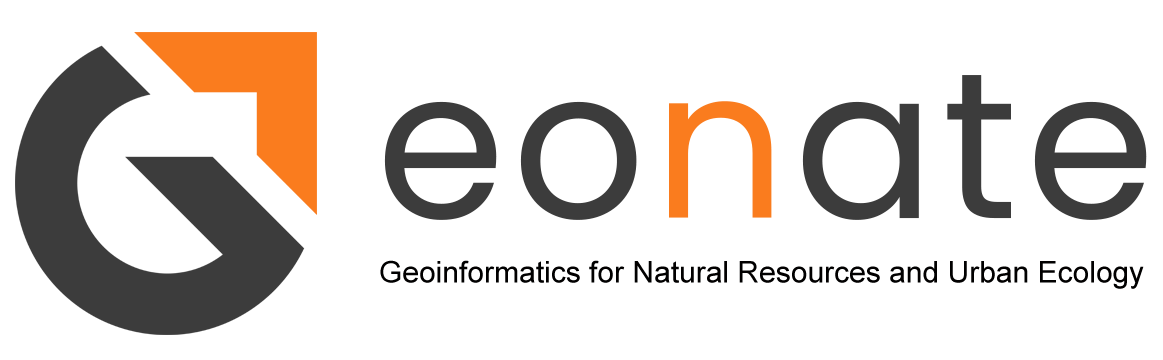 Geonate
Geoinformatics for Natural Resources and Urban Ecology